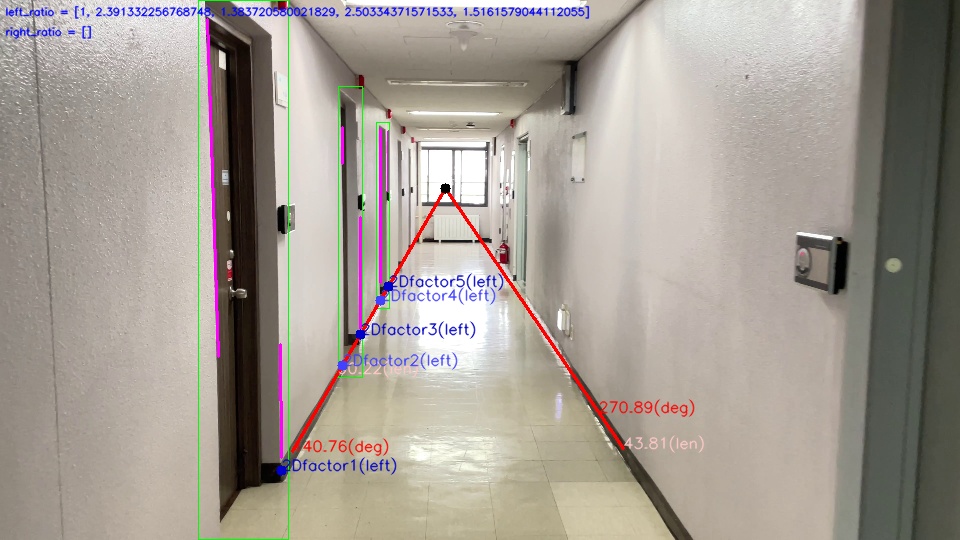 left_ratio = [1, 2.391332256768748, 1.383720580021829, 2.50334371571533, 1.5161579044112055]
right_ratio = []
2Dfactor5(left)
2Dfactor4(left)
2Dfactor3(left)
2Dfactor2(left)
270.89(deg)
40.76(deg)
43.81(len)
2Dfactor1(left)